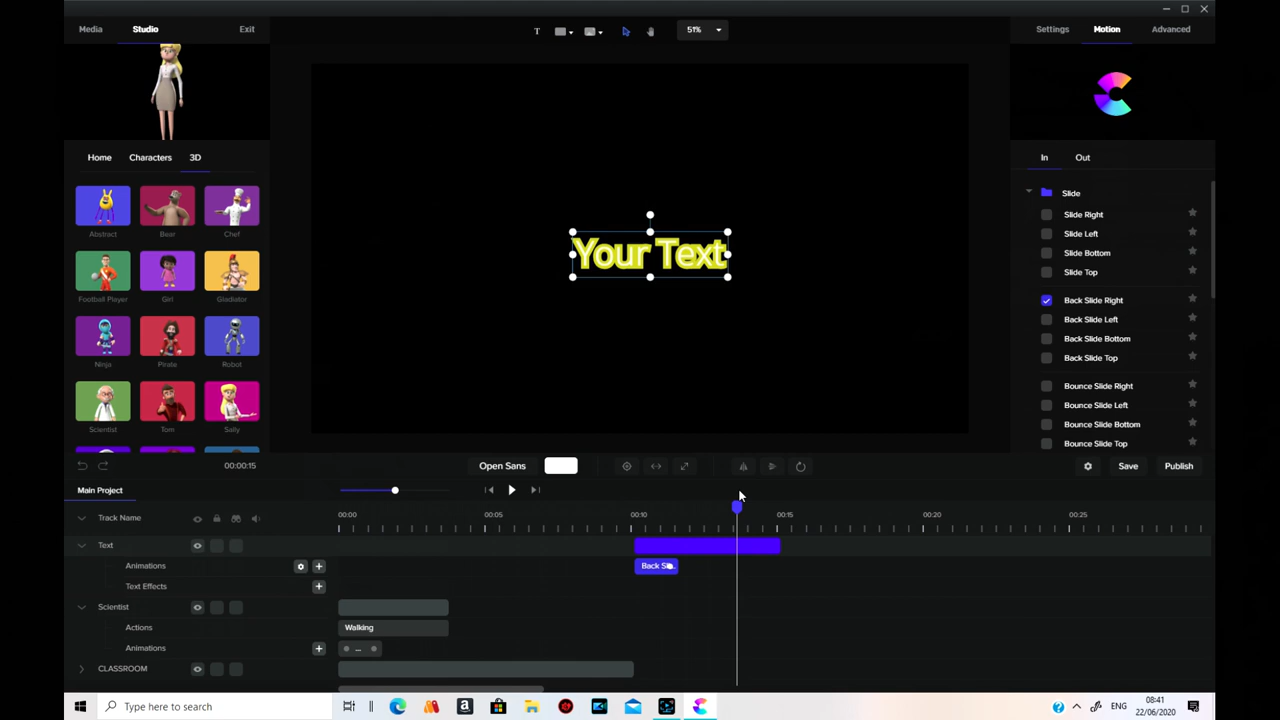 Media Studio Exit
T 51%
Settings Motion Advanced
Home Characters 3D
Abstract Bear Chef
Football Player Girl Gladiator
Ninja Pirate Robot
Scientist Tom Sally
Your Text
In Out
Slide
Slide Right
Slide Left
Slide Bottom
Slide Top
Back Slide Right
Back Slide Left
Back Slide Bottom
Back Slide Top
Bounce Slide Right
Bounce Slide Left
Bounce Slide Bottom
Bounce Slide Top
00:00:15
Open Sans
Save Publish
Main Project
Track Name
00:00 00:05 00:10 00:15 00:20 00:25
Text
Animations Back Sli..
Text Effects
Scientist
Actions Walking
Animations ...
CLASSROOM
Type here to search
ENG
08:41
22/06/2020